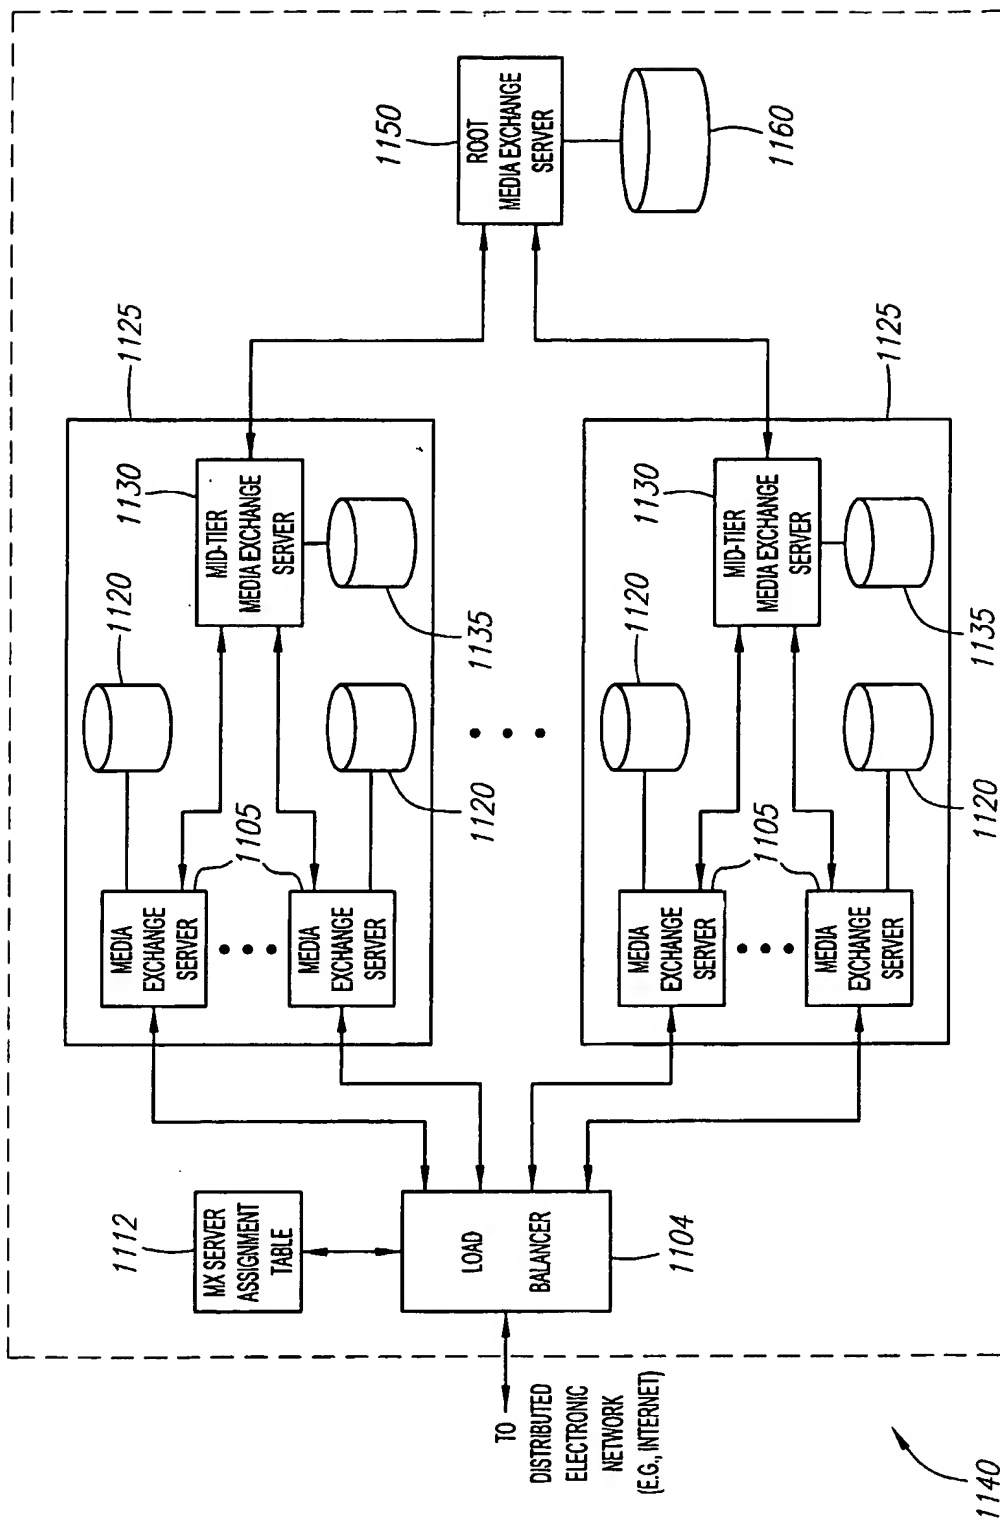 1150
ROOT
MEDIA EXCHANGE
SERVER
1160
1125
1130
MID-TIER
MEDIA EXCHANGE
SERVER
1135
1120
1120
1105
MEDIA
EXCHANGE
SERVER
MEDIA
EXCHANGE
SERVER
1125
1130
MID-TIER
MEDIA EXCHANGE
SERVER
1135
1120
1120
1105
MEDIA
EXCHANGE
SERVER
MEDIA
EXCHANGE
SERVER
1112
MX SERVER
ASSIGNMENT
TABLE
LOAD
BALANCER
1104
TO
DISTRIBUTED
ELECTRONIC
NETWORK
(E.G., INTERNET)
1140